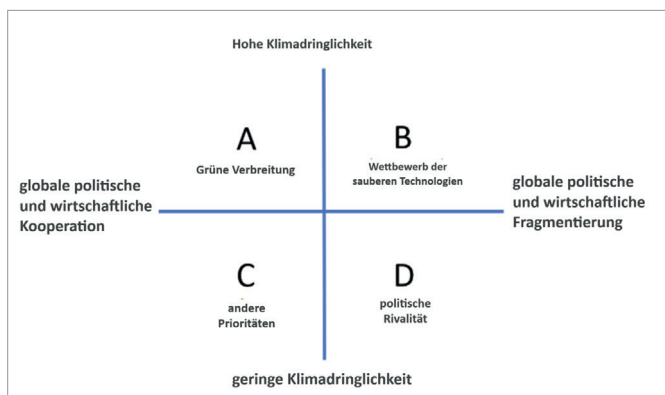 Hohe Klimadringlichkeit
A
Grüne Verbreitung
B
Wettbewerb der
sauberen Technologien
globale politische
und wirtschaftliche
Kooperation
globale politische
und wirtschaftliche
Fragmentierung
C
andere
Prioritäten
D
politische
Rivalität
geringe Klimadringlichkeit